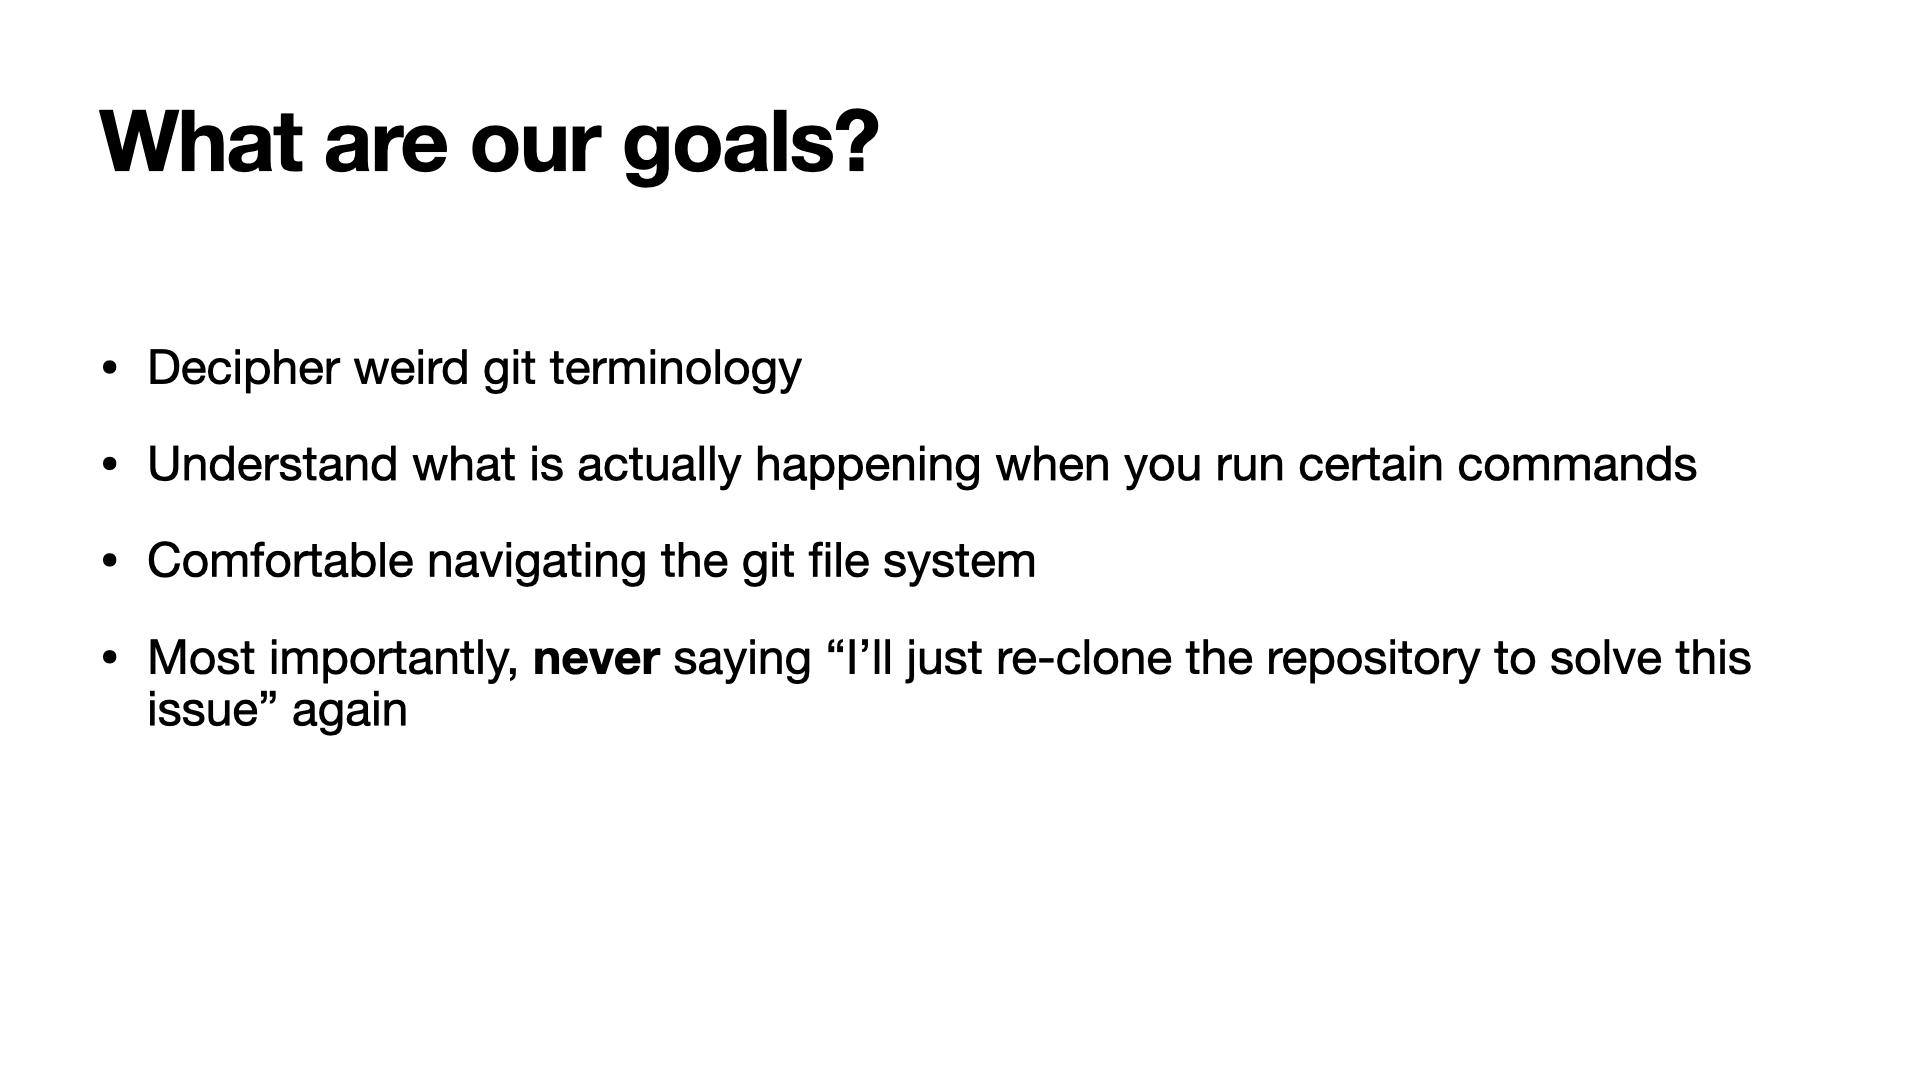 What are our goals?
• Decipher weird git terminology
• Understand what is actually happening when you run certain commands
• Comfortable navigating the git file system
• Most importantly, never saying “I’ll just re-clone the repository to solve this
issue” again